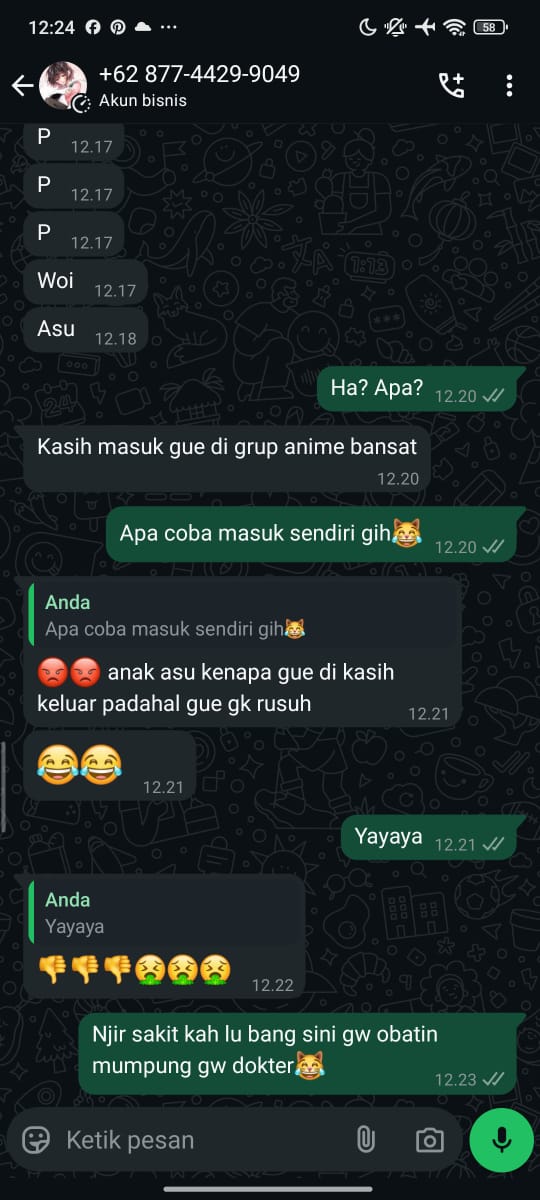 12:24
58
+62 877-4429-9049
Akun bisnis
P 12.17
P 12.17
P 12.17
Woi 12.17
Asu 12.18
Ha? Apa? 12.20
Kasih masuk gue di grup anime bansat
12.20
Apa coba masuk sendiri gih😹 12.20
Anda
Apa coba masuk sendiri gih😹
😡😡 anak asu kenapa gue di kasih
keluar padahal gue gk rusuh 12.21
😂😂 12.21
Yayaya 12.21
Anda
Yayaya
👎👎👎🤮🤮🤮 12.22
Njir sakit kah lu bang sini gw obatin
mumpung gw dokter😹 12.23
Ketik pesan